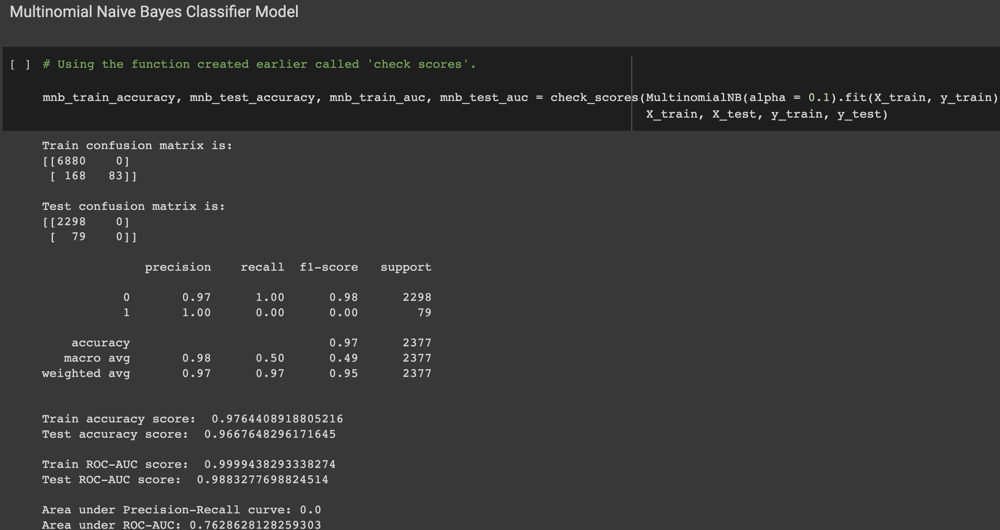 Multinomial Naive Bayes Classifier Model
[ ] # Using the function created earlier called 'check scores'.
mnb_train_accuracy, mnb_test_accuracy, mnb_train_auc, mnb_test_auc = check_scores(MultinomialNB(alpha = 0.1).fit(X_train, y_train)
X_train, X_test, y_train, y_test)
Train confusion matrix is:
[[6880    0]
 [ 168   83]]
Test confusion matrix is:
[[2298    0]
 [  79    0]]
precision    recall  f1-score   support
0       0.97      1.00      0.98      2298
1       1.00      0.00      0.00        79
accuracy                           0.97      2377
macro avg       0.98      0.50      0.49      2377
weighted avg       0.97      0.97      0.95      2377
Train accuracy score:  0.9764408918805216
Test accuracy score:  0.9667648296171645
Train ROC-AUC score:  0.9999438293338274
Test ROC-AUC score:  0.9883277698824514
Area under Precision-Recall curve: 0.0
Area under ROC-AUC: 0.7628628128259303